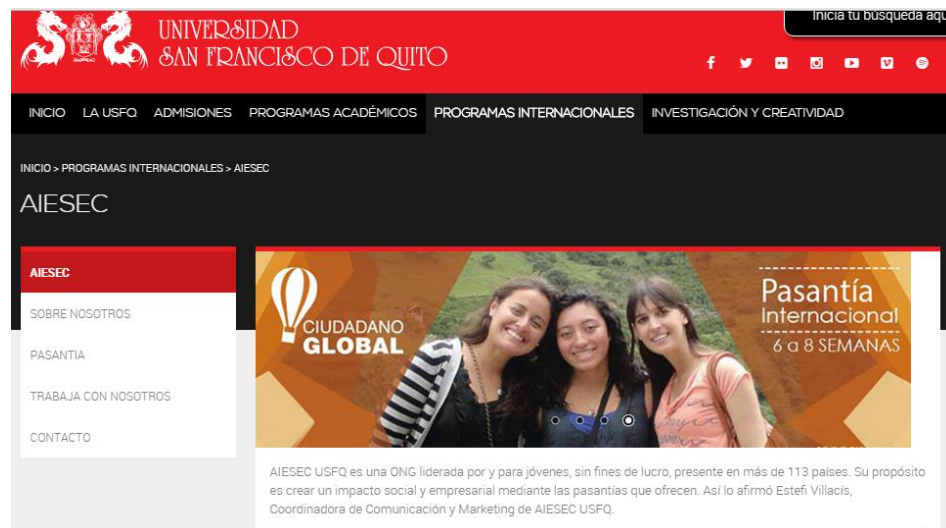 Inicia tu búsqueda aqu
UNIVERSIDAD
SAN FRANCISCO DE QUITO
INICIO LA USFQ ADMISIONES PROGRAMAS ACADÉMICOS PROGRAMAS INTERNACIONALES INVESTIGACIÓN Y CREATIVIDAD
INICIO > PROGRAMAS INTERNACIONALES > AIESEC
AIESEC
AIESEC
SOBRE NOSOTROS
PASANTIA
TRABAJA CON NOSOTROS
CONTACTO
CIUDADANO
GLOBAL
Pasantía
Internacional
6 a 8 SEMANAS
AIESEC USFQ es una ONG liderada por y para jóvenes, sin fines de lucro, presente en más de 113 países. Su propósito
es crear un impacto social y empresarial mediante las pasantías que ofrecen. Así lo afirmó Estefi Villacís,
Coordinadora de Comunicación y Marketing de AIESEC USFQ.